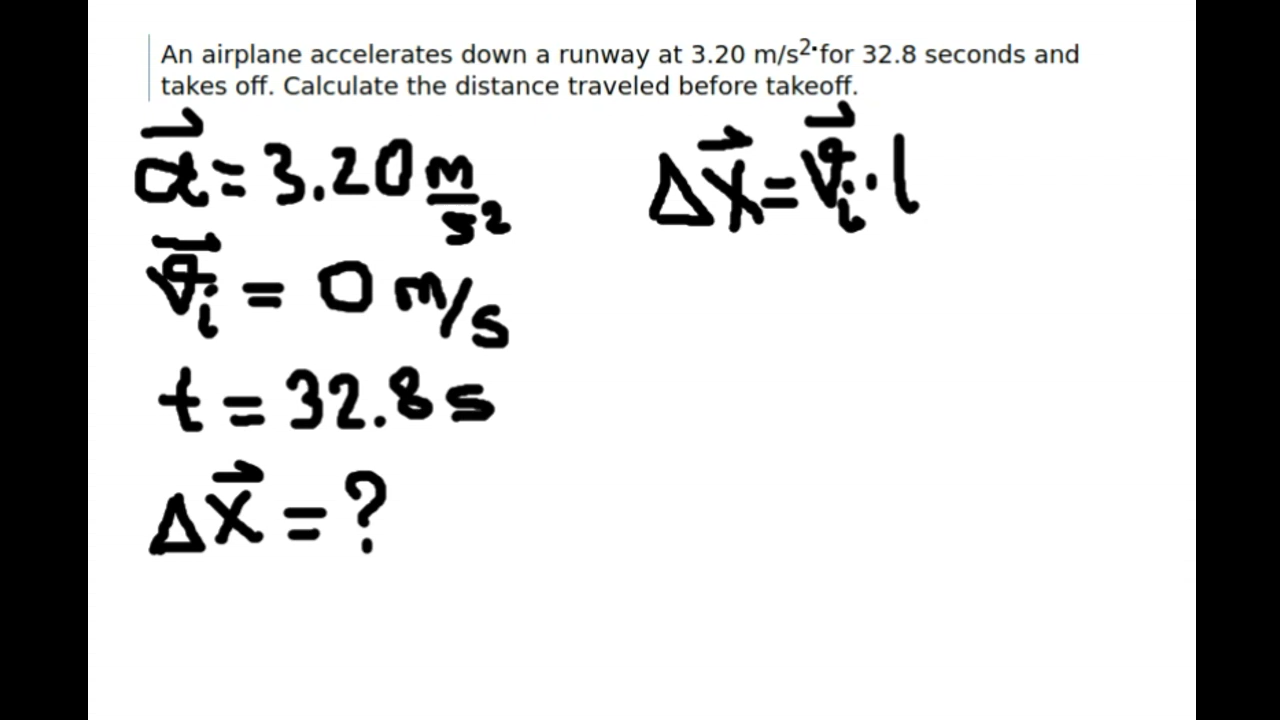 An airplane accelerates down a runway at 3.20 m/s². for 32.8 seconds and
takes off. Calculate the distance traveled before takeoff.
a⃗ = 3.20 m/s²
v⃗ᵢ = 0 m/s
t = 32.8 s
Δx⃗ = ?
Δx⃗ = v⃗ᵢ · l